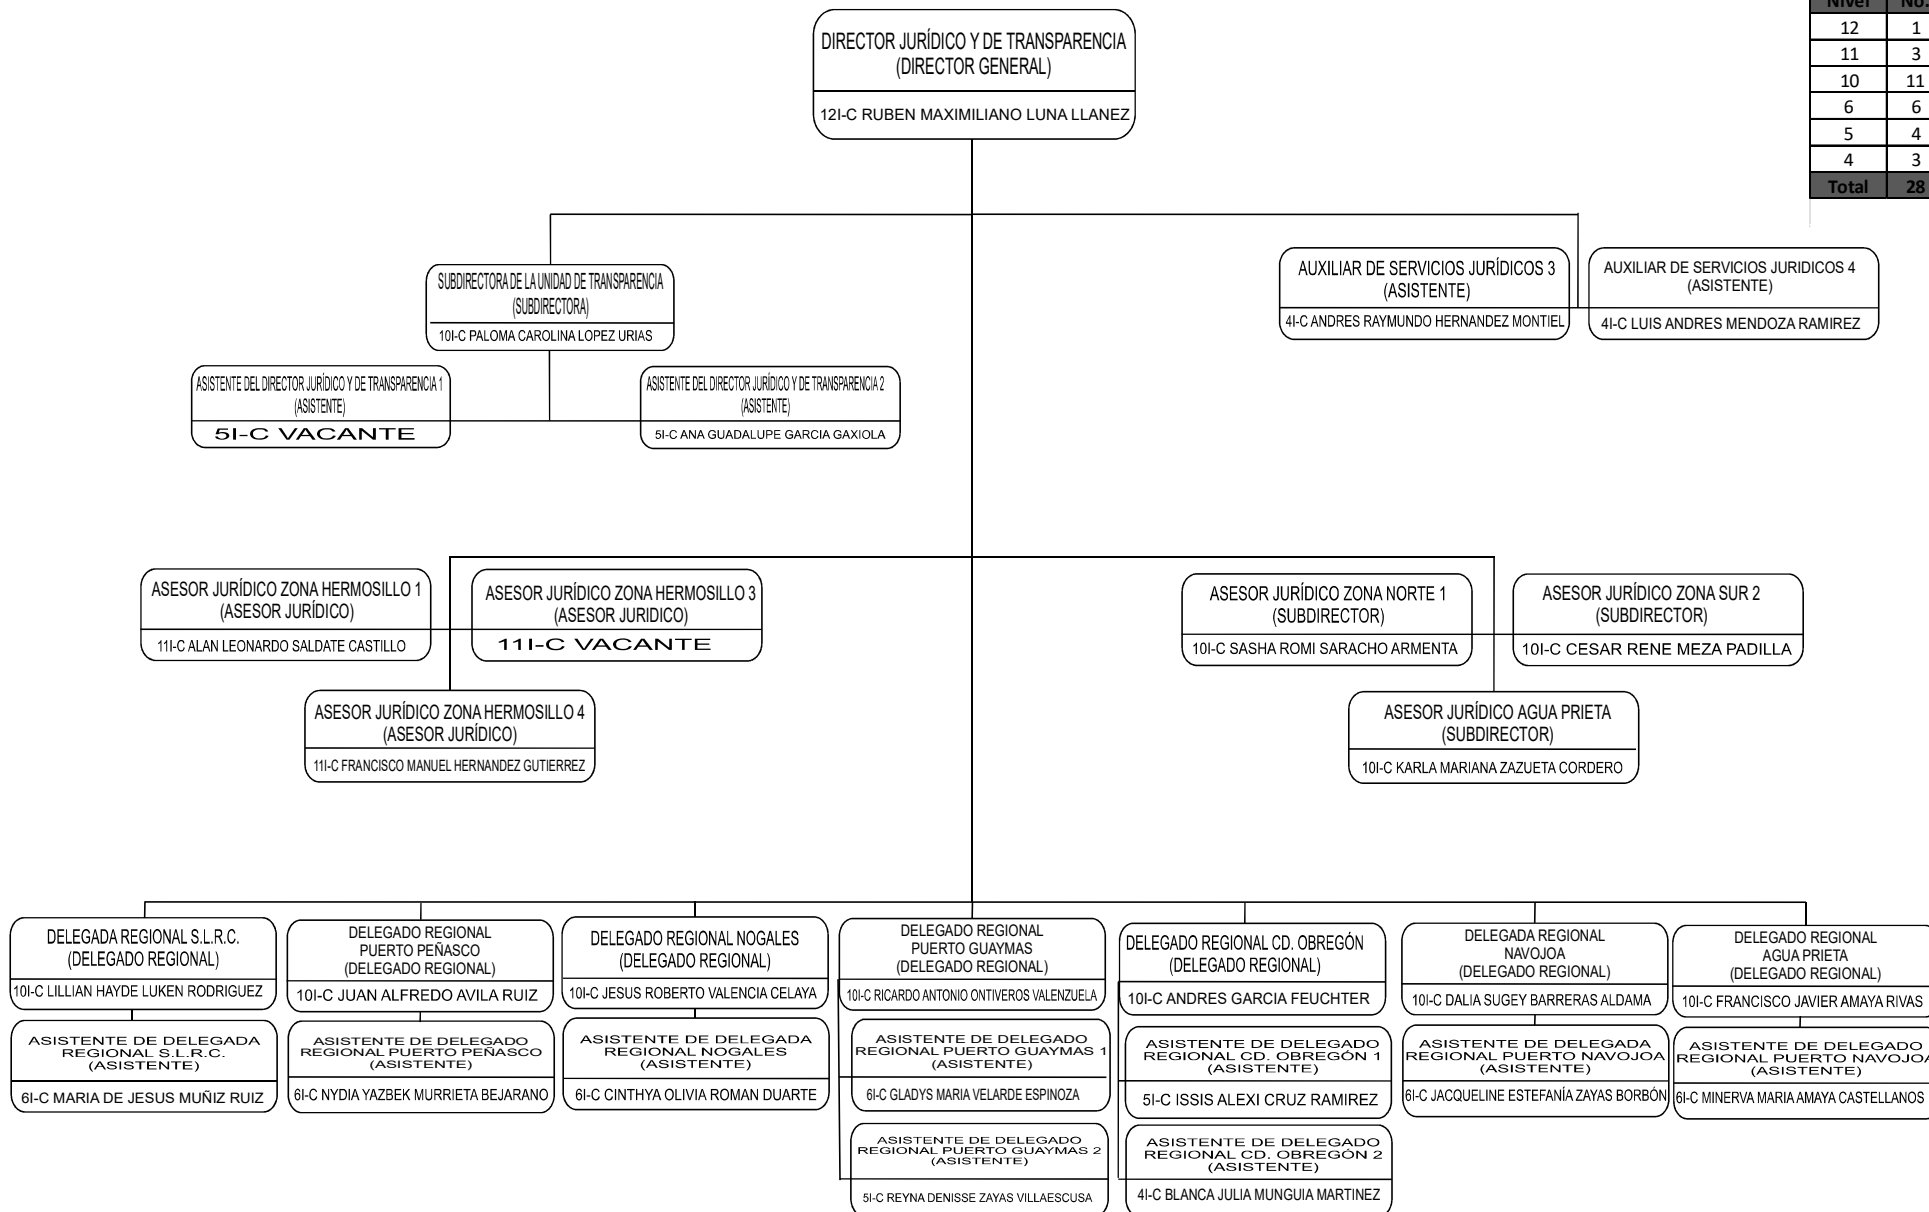 DIRECTOR JURÍDICO Y DE TRANSPARENCIA
(DIRECTOR GENERAL)
12I-C RUBEN MAXIMILIANO LUNA LLANEZ
Nivel No.
12 1
11 3
10 11
6 6
5 4
4 3
Total 28
SUBDIRECTORA DE LA UNIDAD DE TRANSPARENCIA
(SUBDIRECTORA)
10I-C PALOMA CAROLINA LOPEZ URIAS
AUXILIAR DE SERVICIOS JURÍDICOS 3
(ASISTENTE)
4I-C ANDRES RAYMUNDO HERNANDEZ MONTIEL
AUXILIAR DE SERVICIOS JURIDICOS 4
(ASISTENTE)
4I-C LUIS ANDRES MENDOZA RAMIREZ
ASISTENTE DEL DIRECTOR JURÍDICO Y DE TRANSPARENCIA 1
(ASISTENTE)
5I-C VACANTE
ASISTENTE DEL DIRECTOR JURÍDICO Y DE TRANSPARENCIA 2
(ASISTENTE)
5I-C ANA GUADALUPE GARCIA GAXIOLA
ASESOR JURÍDICO ZONA HERMOSILLO 1
(ASESOR JURÍDICO)
11I-C ALAN LEONARDO SALDATE CASTILLO
ASESOR JURÍDICO ZONA HERMOSILLO 3
(ASESOR JURIDICO)
11I-C VACANTE
ASESOR JURÍDICO ZONA HERMOSILLO 4
(ASESOR JURÍDICO)
11I-C FRANCISCO MANUEL HERNANDEZ GUTIERREZ
ASESOR JURÍDICO ZONA NORTE 1
(SUBDIRECTOR)
10I-C SASHA ROMI SARACHO ARMENTA
ASESOR JURÍDICO ZONA SUR 2
(SUBDIRECTOR)
10I-C CESAR RENE MEZA PADILLA
ASESOR JURÍDICO AGUA PRIETA
(SUBDIRECTOR)
10I-C KARLA MARIANA ZAZUETA CORDERO
DELEGADA REGIONAL S.L.R.C.
(DELEGADO REGIONAL)
10I-C LILLIAN HAYDE LUKEN RODRIGUEZ
ASISTENTE DE DELEGADA
REGIONAL S.L.R.C.
(ASISTENTE)
6I-C MARIA DE JESUS MUÑIZ RUIZ
DELEGADO REGIONAL
PUERTO PEÑASCO
(DELEGADO REGIONAL)
10I-C JUAN ALFREDO AVILA RUIZ
ASISTENTE DE DELEGADO
REGIONAL PUERTO PEÑASCO
(ASISTENTE)
6I-C NYDIA YAZBEK MURRIETA BEJARANO
DELEGADO REGIONAL NOGALES
(DELEGADO REGIONAL)
10I-C JESUS ROBERTO VALENCIA CELAYA
ASISTENTE DE DELEGADA
REGIONAL NOGALES
(ASISTENTE)
6I-C CINTHYA OLIVIA ROMAN DUARTE
DELEGADO REGIONAL
PUERTO GUAYMAS
(DELEGADO REGIONAL)
10I-C RICARDO ANTONIO ONTIVEROS VALENZUELA
ASISTENTE DE DELEGADO
REGIONAL PUERTO GUAYMAS 1
(ASISTENTE)
6I-C GLADYS MARIA VELARDE ESPINOZA
ASISTENTE DE DELEGADO
REGIONAL PUERTO GUAYMAS 2
(ASISTENTE)
5I-C REYNA DENISSE ZAYAS VILLAESCUSA
DELEGADO REGIONAL CD. OBREGÓN
(DELEGADO REGIONAL)
10I-C ANDRES GARCIA FEUCHTER
ASISTENTE DE DELEGADO
REGIONAL CD. OBREGÓN 1
(ASISTENTE)
5I-C ISSIS ALEXI CRUZ RAMIREZ
ASISTENTE DE DELEGADO
REGIONAL CD. OBREGÓN 2
(ASISTENTE)
4I-C BLANCA JULIA MUNGUIA MARTINEZ
DELEGADA REGIONAL
NAVOJOA
(DELEGADO REGIONAL)
10I-C DALIA SUGEY BARRERAS ALDAMA
ASISTENTE DE DELEGADA
REGIONAL PUERTO NAVOJOA
(ASISTENTE)
6I-C JACQUELINE ESTEFANÍA ZAYAS BORBÓN
DELEGADO REGIONAL
AGUA PRIETA
(DELEGADO REGIONAL)
10I-C FRANCISCO JAVIER AMAYA RIVAS
ASISTENTE DE DELEGADO
REGIONAL PUERTO NAVOJOA
(ASISTENTE)
6I-C MINERVA MARIA AMAYA CASTELLANOS